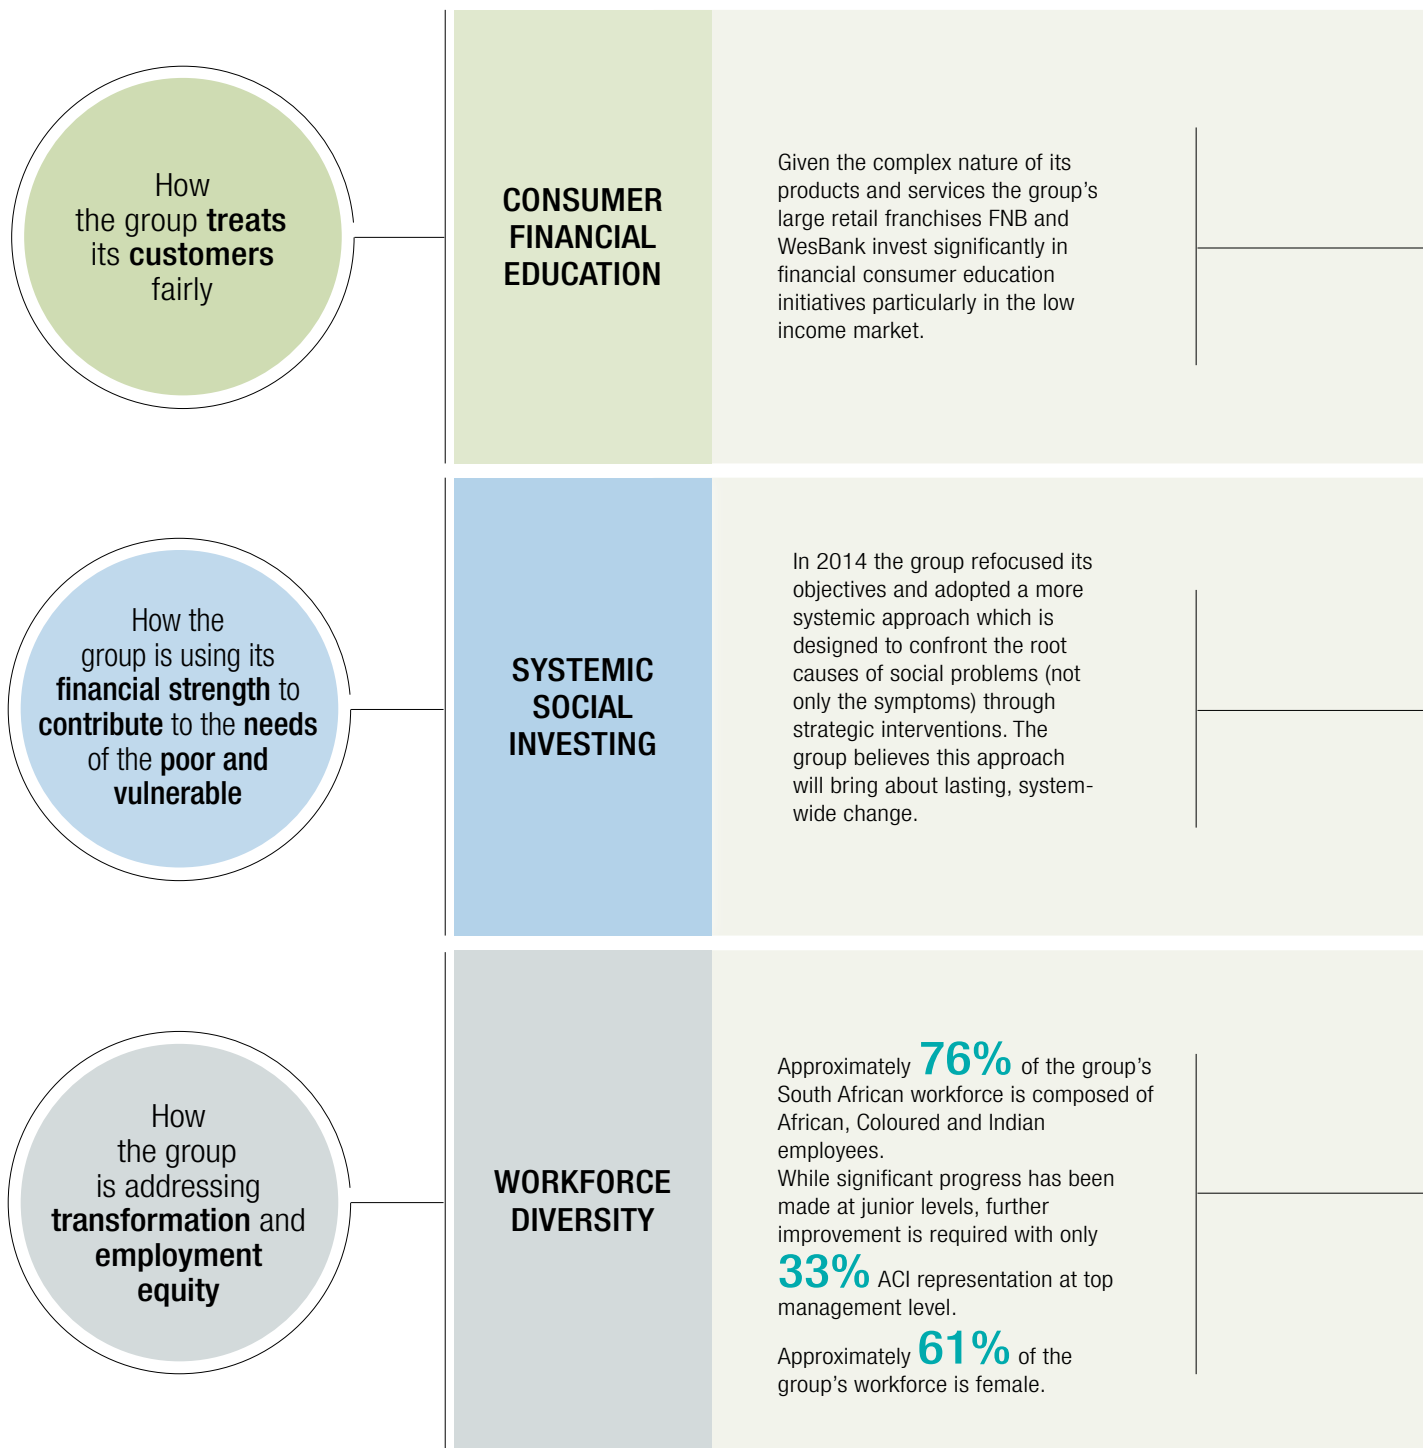 How
the group treats
its customers
fairly
CONSUMER
FINANCIAL
EDUCATION
Given the complex nature of its
products and services the group's
large retail franchises FNB and
WesBank invest significantly in
financial consumer education
initiatives particularly in the low
income market.
How the
group is using its
financial strength to
contribute to the needs
of the poor and
vulnerable
SYSTEMIC
SOCIAL
INVESTING
In 2014 the group refocused its
objectives and adopted a more
systemic approach which is
designed to confront the root
causes of social problems (not
only the symptoms) through
strategic interventions. The
group believes this approach
will bring about lasting, system-
wide change.
How
the group
is addressing
transformation and
employment
equity
WORKFORCE
DIVERSITY
Approximately 76% of the group's
South African workforce is composed of
African, Coloured and Indian
employees.
While significant progress has been
made at junior levels, further
improvement is required with only
33% ACI representation at top
management level.
Approximately 61% of the
group's workforce is female.